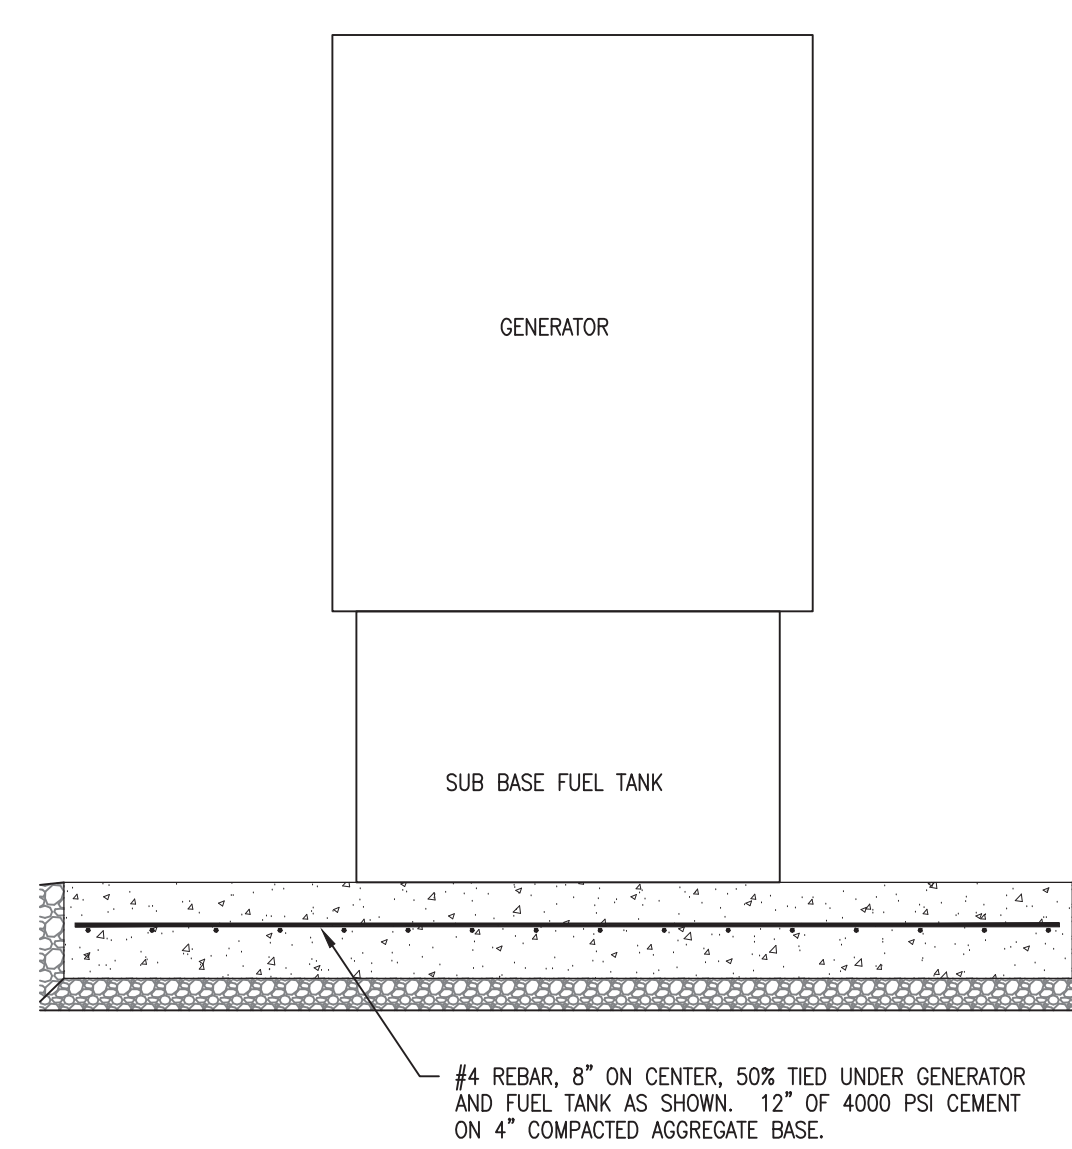 GENERATOR
SUB BASE FUEL TANK
#4 REBAR, 8" ON CENTER, 50% TIED UNDER GENERATOR
AND FUEL TANK AS SHOWN. 12" OF 4000 PSI CEMENT
ON 4" COMPACTED AGGREGATE BASE.